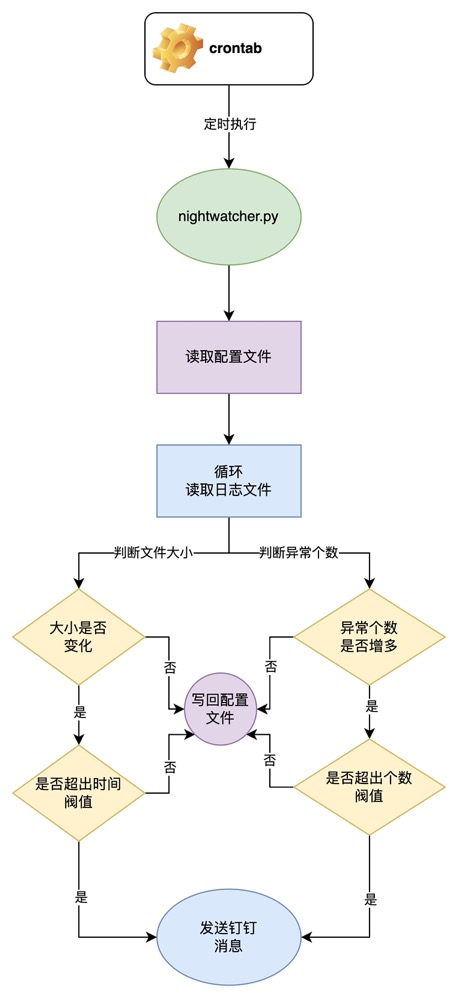 crontab
定时执行
nightwatcher.py
读取配置文件
循环
读取日志文件
判断文件大小
判断异常个数
大小是否
变化
异常个数
是否增多
否
否
写回配置
文件
是
是
是否超出时间
阀值
否
否
是否超出个数
阀值
是
是
发送钉钉
消息